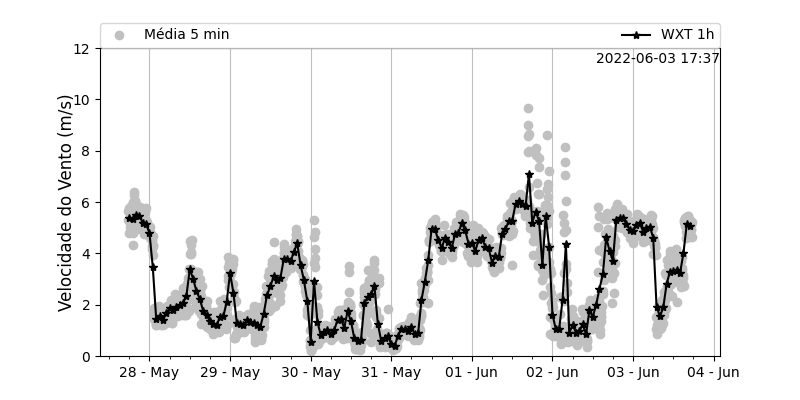 Média 5 min
WXT 1h
2022-06-03 17:37
Velocidade do Vento (m/s)
12
10
8
6
4
2
0
28 - May
29 - May
30 - May
31 - May
01 - Jun
02 - Jun
03 - Jun
04 - Jun